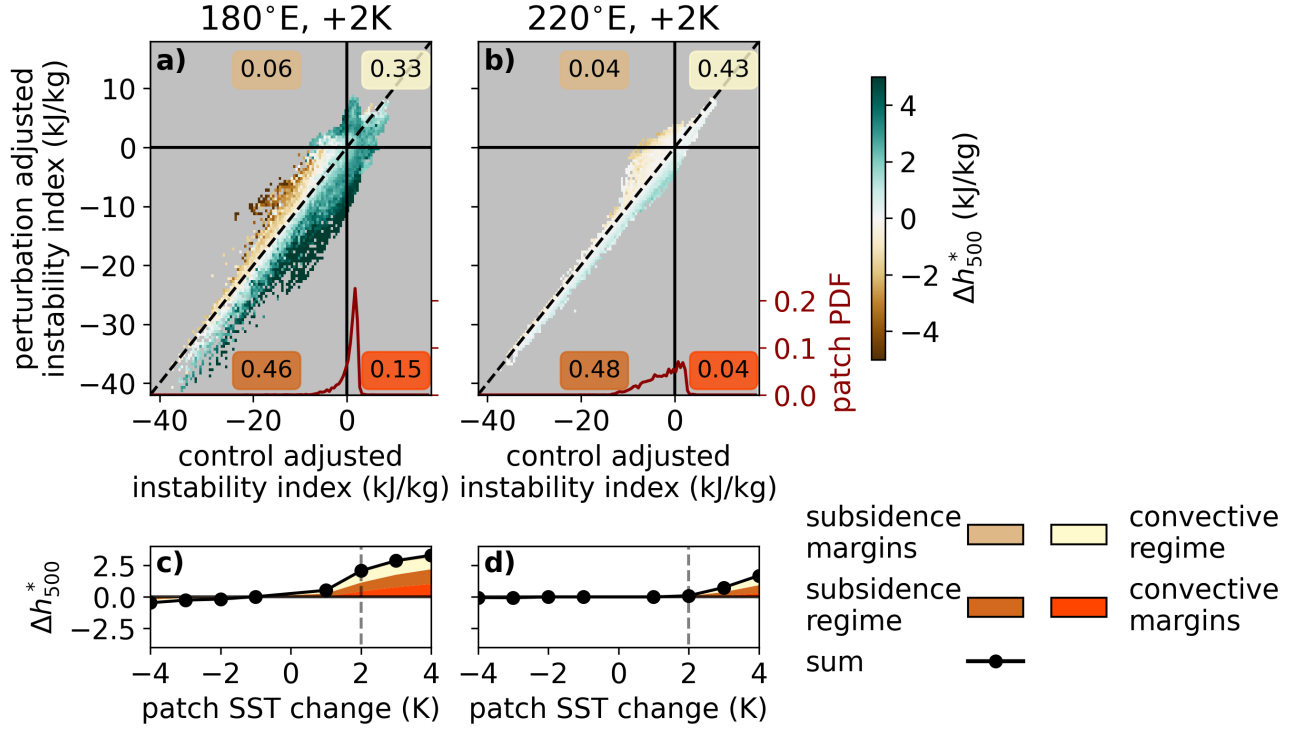 180°E, +2K
220°E, +2K
perturbation adjusted
instability index (kJ/kg)
a)
0.06
0.33
0.46
0.15
10
0
−10
−20
−30
−40
−40
−20
0
control adjusted
instability index (kJ/kg)
b)
0.04
0.43
0.48
0.04
−40
−20
0
control adjusted
instability index (kJ/kg)
0.2
0.1
0.0
patch PDF
4
2
0
−2
−4
Δh*500 (kJ/kg)
Δh*500
c)
2.5
0.0
−2.5
−4
−2
0
2
4
patch SST change (K)
d)
−4
−2
0
2
4
patch SST change (K)
subsidence
margins
convective
regime
subsidence
regime
convective
margins
sum